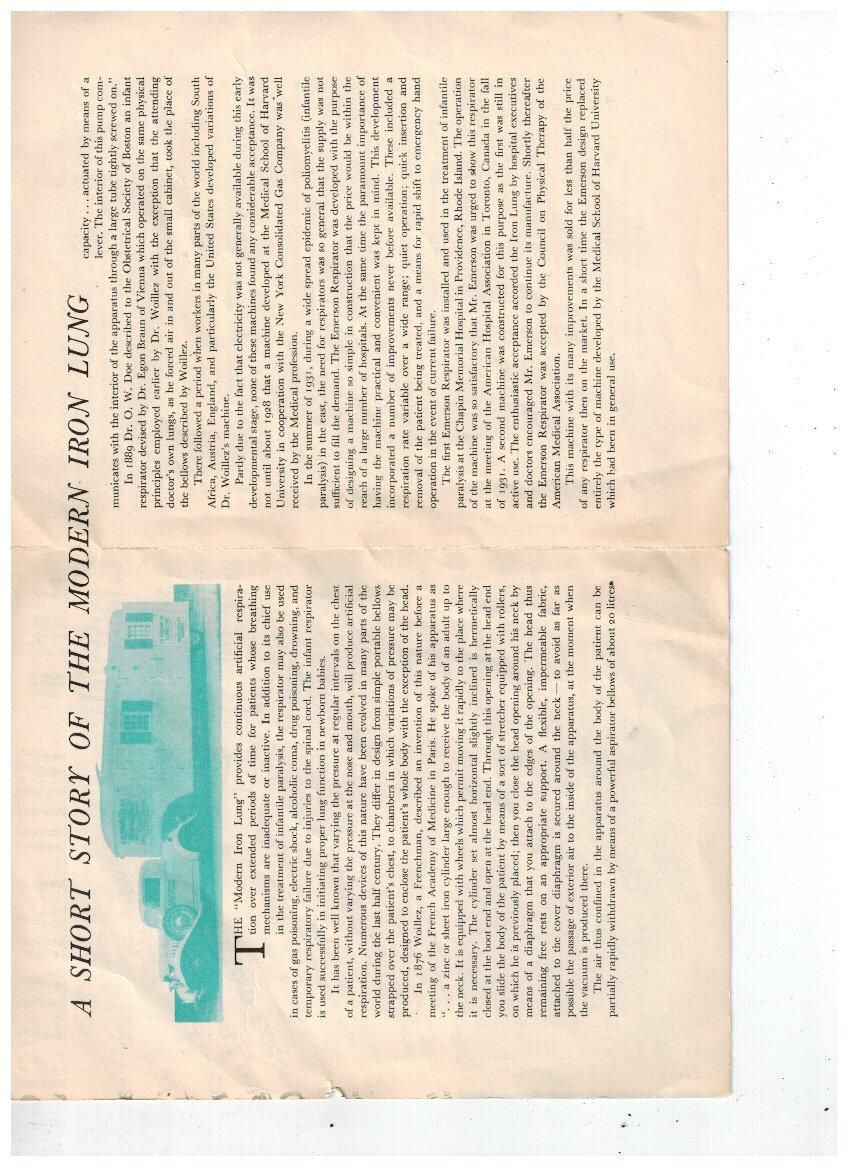 A SHORT STORY OF THE MODERN IRON LUNG
THE "Modern Iron Lung" provides continuous artificial respira-
tion over extended periods of time for patients whose breathing
mechanisms are inadequate or inactive. In addition to its chief use
in the treatment of infantile paralysis, the respirator may also be used
in cases of gas poisoning, electric shock, alcoholic coma, drug poisoning, drowning, and
temporary respiratory failure due to injuries to the spinal cord. The infant respirator
is used successfully in initiating proper lung function in newborn babies.
It has been well known that varying the pressure at regular intervals on the chest
of a patient, without varying the pressure at the nose and mouth, will produce artificial
respiration. Numerous devices of this nature have been evolved in many parts of the
world during the last half century. They differ in design from simple portable bellows
strapped over the patient's chest, to chambers in which variations of pressure may be
produced, designed to enclose the patient's whole body with the exception of the head.
In 1876 Woillez, a Frenchman, described an invention of this nature before a
meeting of the French Academy of Medicine in Paris. He spoke of his apparatus as
". . . a zinc or sheet iron cylinder large enough to receive the body of an adult up to
the neck. It is equipped with wheels which permit moving it rapidly to the place where
it is necessary. The cylinder set almost horizontal slightly inclined is hermetically
closed at the boot end and open at the head end. Through this opening at the head end
you slide the body of the patient by means of a sort of stretcher equipped with rollers,
on which he is previously placed; then you close the head opening around his neck by
means of a diaphragm that you attach to the edges of the opening. The head thus
remaining free rests on an appropriate support. A flexible, impermeable fabric,
attached to the cover diaphragm is secured around the neck — to avoid as far as
possible the passage of exterior air to the inside of the apparatus, at the moment when
the vacuum is produced there.
The air thus confined in the apparatus around the body of the patient can be
partially rapidly withdrawn by means of a powerful aspirator bellows of about 20 litres
capacity . . . actuated by means of a
lever. The interior of this pump com-
municates with the interior of the apparatus through a large tube tightly screwed on."
In 1889 Dr. O. W. Doe described to the Obstetrical Society of Boston an infant
respirator devised by Dr. Egon Braun of Vienna which operated on the same physical
principles employed earlier by Dr. Woillez with the exception that the attending
doctor's own lungs, as he forced air in and out of the small cabinet, took the place of
the bellows described by Woillez.
There followed a period when workers in many parts of the world including South
Africa, Austria, England, and particularly the United States developed variations of
Dr. Woillez's machine.
Partly due to the fact that electricity was not generally available during this early
developmental stage, none of these machines found any considerable acceptance. It was
not until about 1928 that a machine developed at the Medical School of Harvard
University in cooperation with the New York Consolidated Gas Company was well
received by the Medical profession.
In the summer of 1931, during a wide spread epidemic of poliomyelitis (infantile
paralysis) in the east, the need for respirators was so general that the supply was not
sufficient to fill the demand. The Emerson Respirator was developed with the purpose
of designing a machine so simple in construction that the price would be within the
reach of a large number of hospitals. At the same time the paramount importance of
having the machine practical and convenient was kept in mind. This development
incorporated a number of improvements never before available. These included a
respiration rate variable over a wide range; quiet operation; quick insertion and
removal of the patient being treated, and a means for rapid shift to emergency hand
operation in the event of current failure.
The first Emerson Respirator was installed and used in the treatment of infantile
paralysis at the Chapin Memorial Hospital in Providence, Rhode Island. The operation
of the machine was so satisfactory that Mr. Emerson was urged to show this respirator
at the meeting of the American Hospital Association in Toronto, Canada in the fall
of 1931. A second machine was constructed for this purpose as the first was still in
active use. The enthusiastic acceptance accorded the Iron Lung by hospital executives
and doctors encouraged Mr. Emerson to continue its manufacture. Shortly thereafter
the Emerson Respirator was accepted by the Council on Physical Therapy of the
American Medical Association.
This machine with its many improvements was sold for less than half the price
of any respirator then on the market. In a short time the Emerson design replaced
entirely the type of machine developed by the Medical School of Harvard University
which had been in general use.